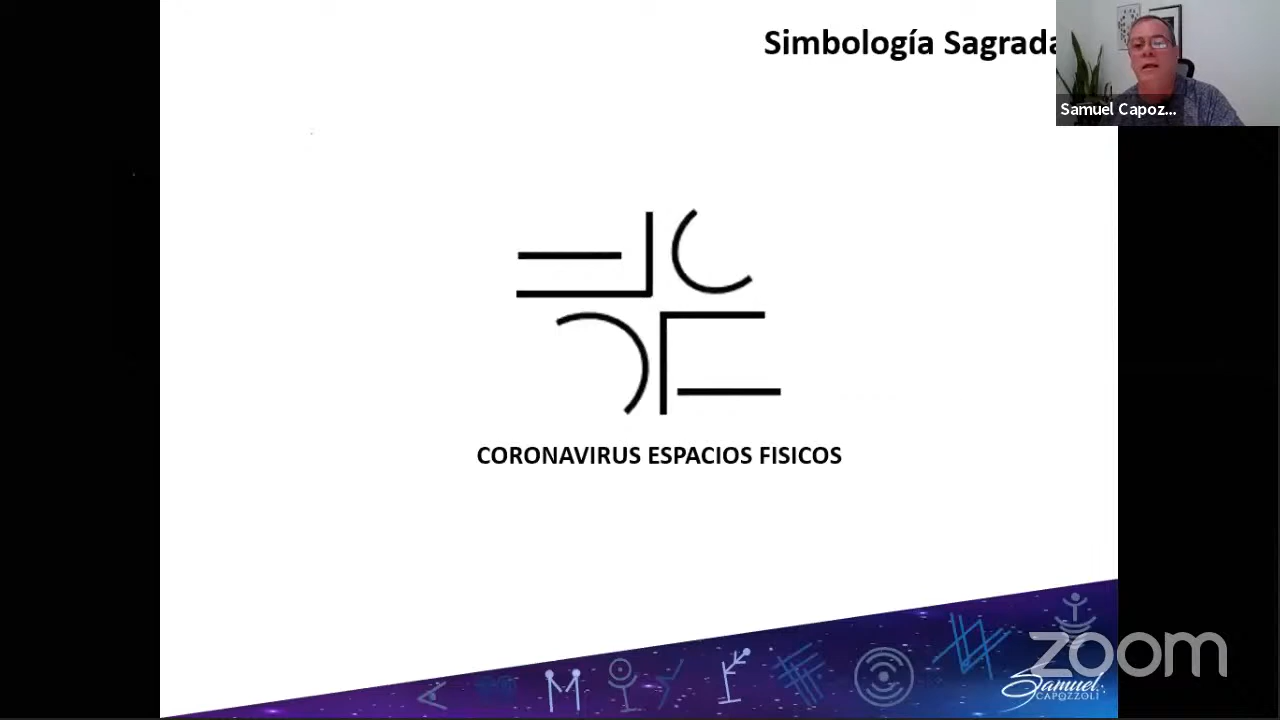 Simbología Sagrada
Samuel Capoz...
CORONAVIRUS ESPACIOS FISICOS
zoom
Samuel
CAPOZZOLI